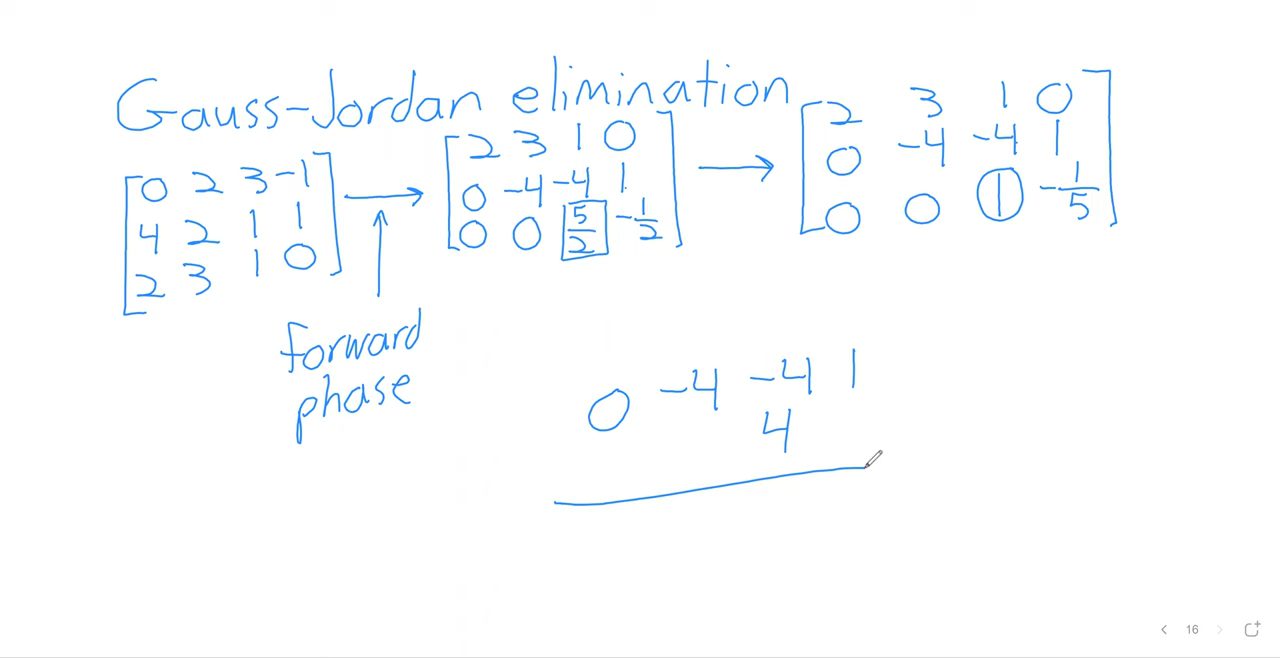 Gauss-Jordan elimination
0 2 3 -1
4 2 1 1
2 3 1 0
forward
phase
2 3 1 0
0 -4 -4 1
0 0 5/2 -1/2
2 3 1 0
0 -4 -4 1
0 0 1 -1/5
0 -4 -4 1
4
16